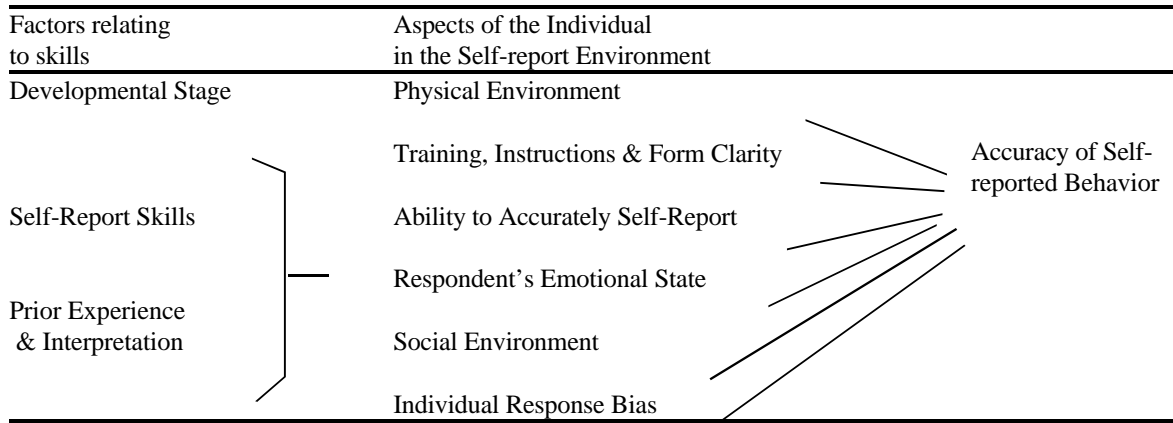 Factors relating
to skills
Aspects of the Individual
in the Self-report Environment
Developmental Stage
Self-Report Skills
Prior Experience
& Interpretation
Physical Environment
Training, Instructions & Form Clarity
Ability to Accurately Self-Report
Respondent’s Emotional State
Social Environment
Individual Response Bias
Accuracy of Self-
reported Behavior